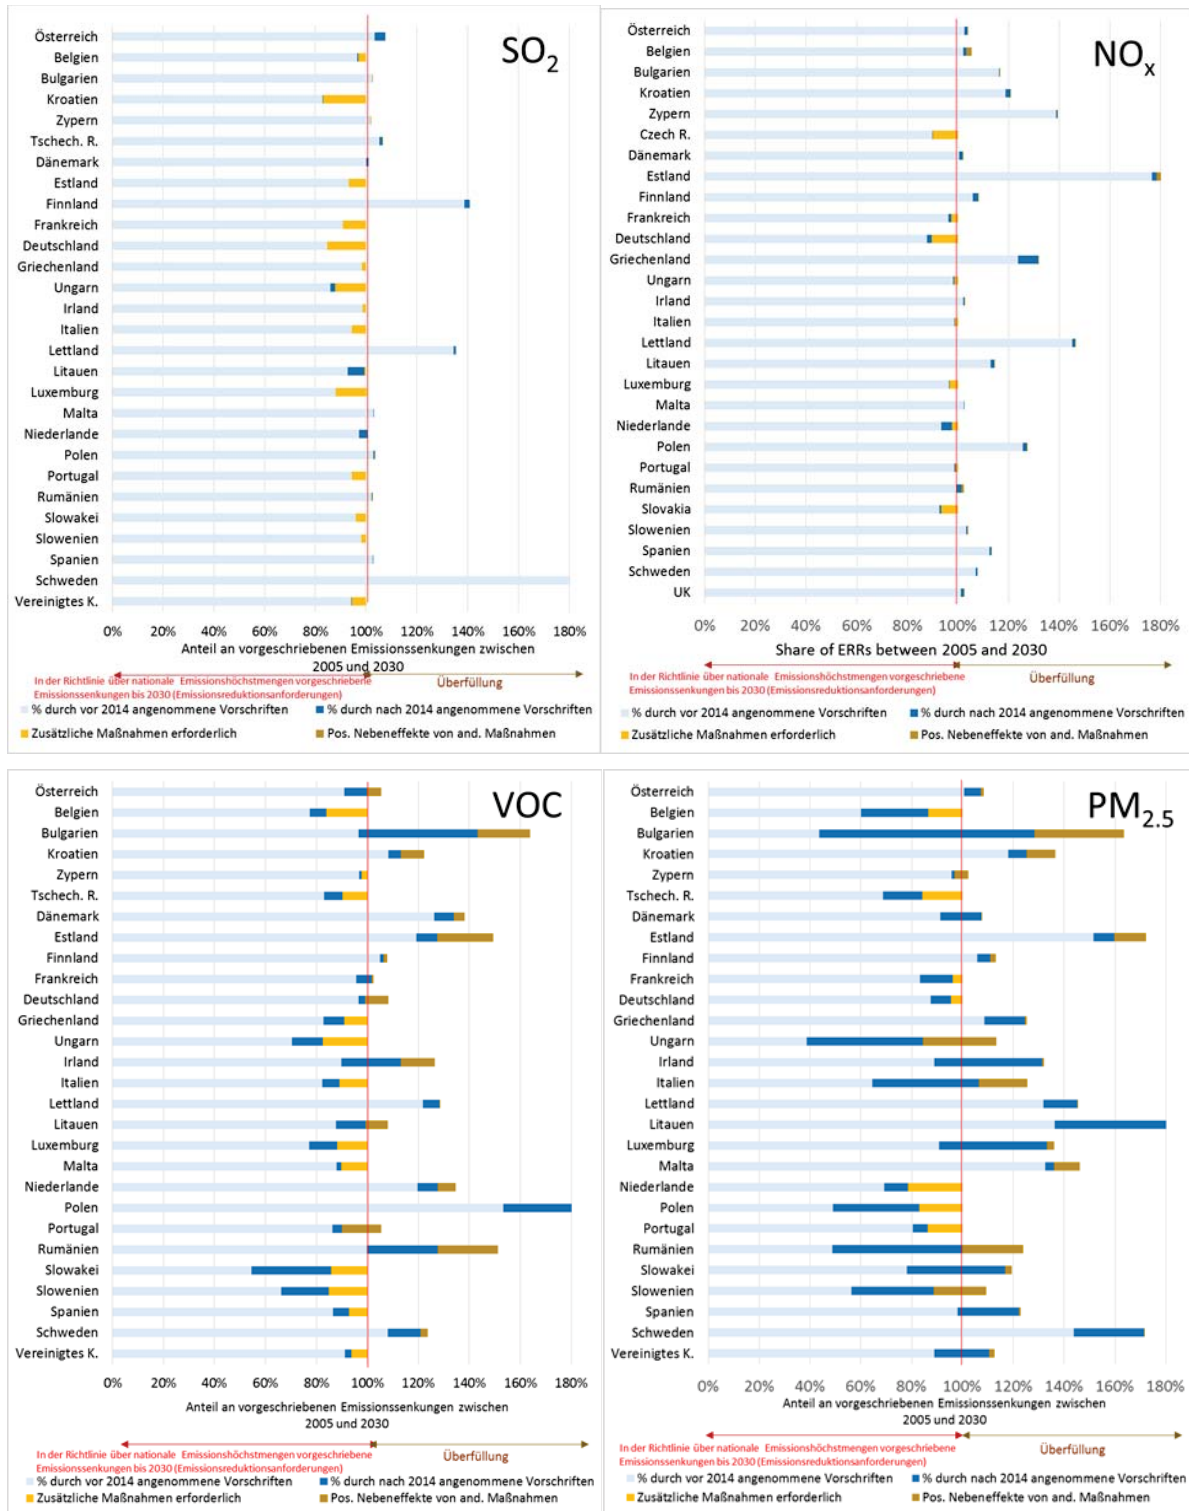 SO2
Österreich
Belgien
Bulgarien
Kroatien
Zypern
Tschech. R.
Dänemark
Estland
Finnland
Frankreich
Deutschland
Griechenland
Ungarn
Irland
Italien
Lettland
Litauen
Luxemburg
Malta
Niederlande
Polen
Portugal
Rumänien
Slowakei
Slowenien
Spanien
Schweden
Vereinigtes K.
0% 20% 40% 60% 80% 100% 120% 140% 160% 180%
Anteil an vorgeschriebenen Emissionssenkungen zwischen
2005 und 2030
In der Richtlinie über nationale Emissionshöchstmengen vorgeschriebene
Emissionssenkungen bis 2030 (Emissionsreduktionsanforderungen)
Überfüllung
% durch vor 2014 angenommene Vorschriften
% durch nach 2014 angenommene Vorschriften
Zusätzliche Maßnahmen erforderlich
Pos. Nebeneffekte von and. Maßnahmen
NOx
Österreich
Belgien
Bulgarien
Kroatien
Zypern
Czech R.
Dänemark
Estland
Finnland
Frankreich
Deutschland
Griechenland
Ungarn
Irland
Italien
Lettland
Litauen
Luxemburg
Malta
Niederlande
Polen
Portugal
Rumänien
Slovakia
Slowenien
Spanien
Schweden
UK
0% 20% 40% 60% 80% 100% 120% 140% 160% 180%
Share of ERRs between 2005 and 2030
In der Richtlinie über nationale Emissionshöchstmengen vorgeschriebene
Emissionssenkungen bis 2030 (Emissionsreduktionsanforderungen)
Überfüllung
% durch vor 2014 angenommene Vorschriften
% durch nach 2014 angenommene Vorschriften
Zusätzliche Maßnahmen erforderlich
Pos. Nebeneffekte von and. Maßnahmen
VOC
Österreich
Belgien
Bulgarien
Kroatien
Zypern
Tschech. R.
Dänemark
Estland
Finnland
Frankreich
Deutschland
Griechenland
Ungarn
Irland
Italien
Lettland
Litauen
Luxemburg
Malta
Niederlande
Polen
Portugal
Rumänien
Slowakei
Slowenien
Spanien
Schweden
Vereinigtes K.
0% 20% 40% 60% 80% 100% 120% 140% 160% 180%
Anteil an vorgeschriebenen Emissionssenkungen zwischen
2005 und 2030
In der Richtlinie über nationale Emissionshöchstmengen vorgeschriebene
Emissionssenkungen bis 2030 (Emissionsreduktionsanforderungen)
Überfüllung
% durch vor 2014 angenommene Vorschriften
% durch nach 2014 angenommene Vorschriften
Zusätzliche Maßnahmen erforderlich
Pos. Nebeneffekte von and. Maßnahmen
PM2.5
Österreich
Belgien
Bulgarien
Kroatien
Zypern
Tschech. R.
Dänemark
Estland
Finnland
Frankreich
Deutschland
Griechenland
Ungarn
Irland
Italien
Lettland
Litauen
Luxemburg
Malta
Niederlande
Polen
Portugal
Rumänien
Slowakei
Slowenien
Spanien
Schweden
Vereinigtes K.
0% 20% 40% 60% 80% 100% 120% 140% 160% 180%
Anteil an vorgeschriebenen Emissionssenkungen zwischen
2005 und 2030
In der Richtlinie über nationale Emissionshöchstmengen vorgeschriebene
Emissionssenkungen bis 2030 (Emissionsreduktionsanforderungen)
Überfüllung
% durch vor 2014 angenommene Vorschriften
% durch nach 2014 angenommene Vorschriften
Zusätzliche Maßnahmen erforderlich
Pos. Nebeneffekte von and. Maßnahmen